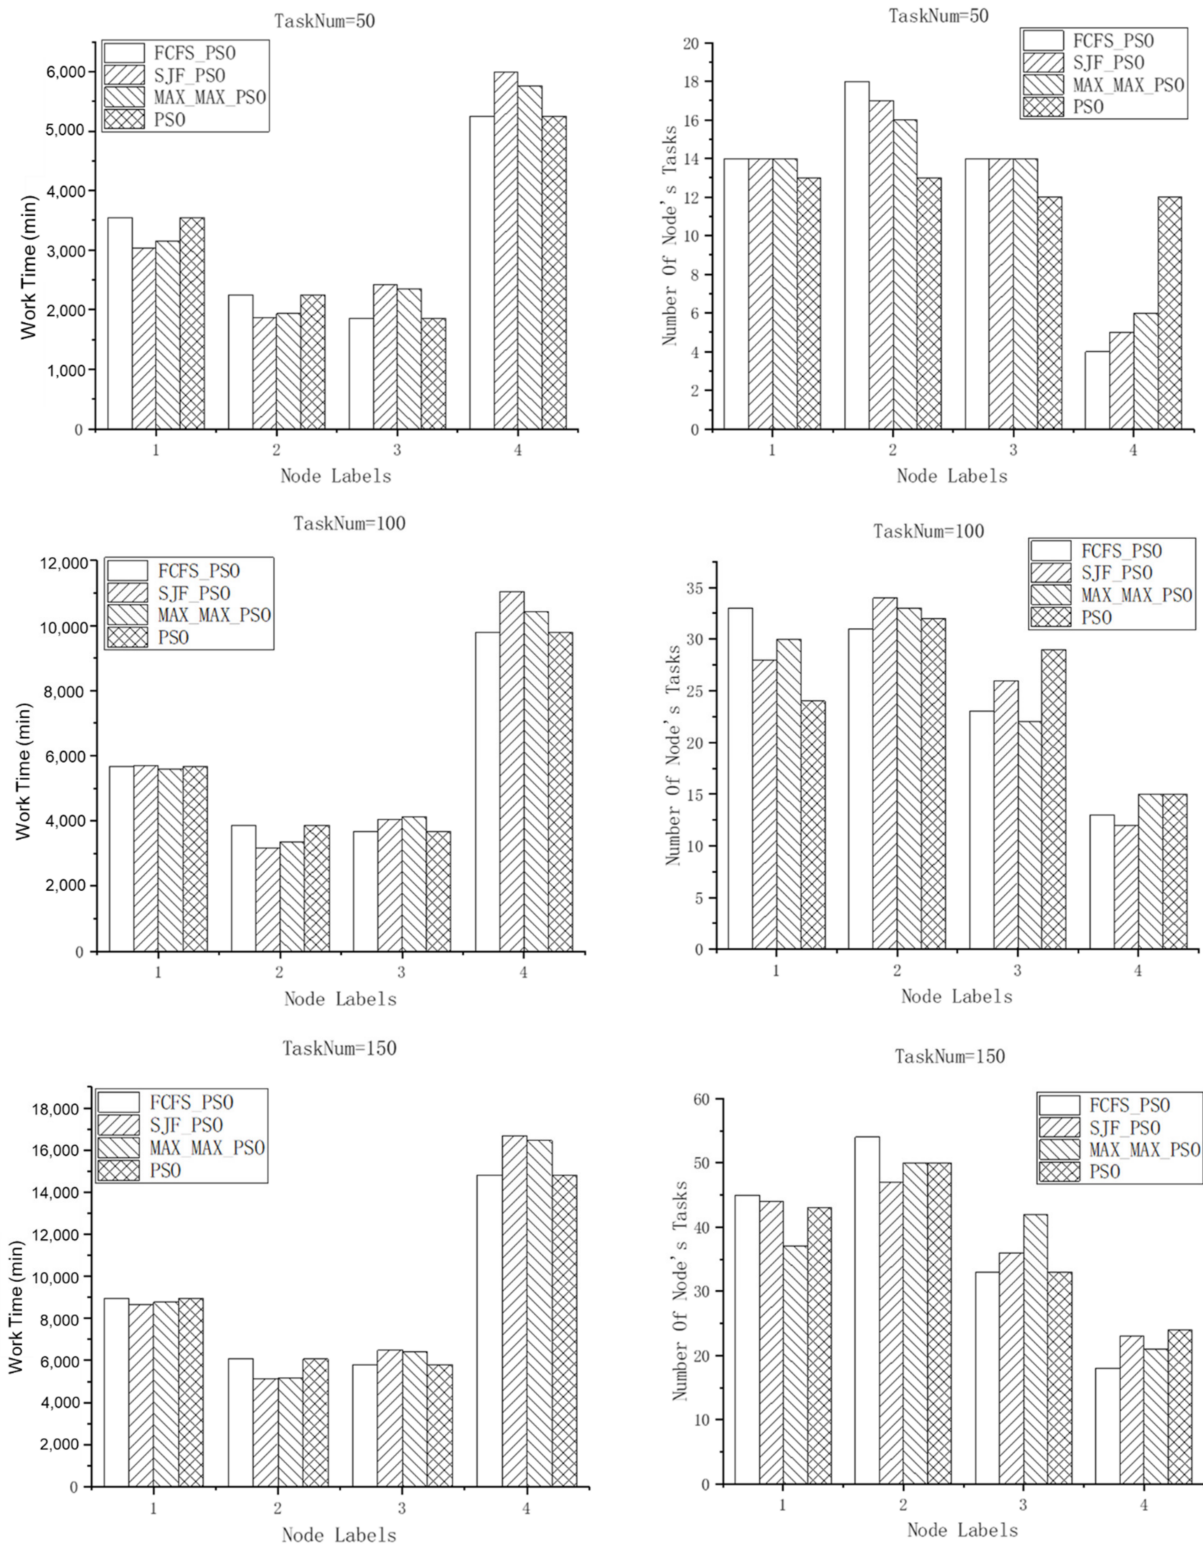 TaskNum=50
FCFS_PSO
SJF_PSO
MAX_MAX_PSO
PSO
6,000
5,000
4,000
3,000
2,000
1,000
0
Work Time (min)
1 2 3 4
Node Labels
TaskNum=50
FCFS_PSO
SJF_PSO
MAX_MAX_PSO
PSO
20
18
16
14
12
10
8
6
4
2
0
Number Of Node's Tasks
1 2 3 4
Node Labels
TaskNum=100
FCFS_PSO
SJF_PSO
MAX_MAX_PSO
PSO
12,000
10,000
8,000
6,000
4,000
2,000
0
Work Time (min)
1 2 3 4
Node Labels
TaskNum=100
FCFS_PSO
SJF_PSO
MAX_MAX_PSO
PSO
35
30
25
20
15
10
5
0
Number Of Node's Tasks
1 2 3 4
Node Labels
TaskNum=150
FCFS_PSO
SJF_PSO
MAX_MAX_PSO
PSO
18,000
16,000
14,000
12,000
10,000
8,000
6,000
4,000
2,000
0
Work Time (min)
1 2 3 4
Node Labels
TaskNum=150
FCFS_PSO
SJF_PSO
MAX_MAX_PSO
PSO
60
50
40
30
20
10
0
Number Of Node's Tasks
1 2 3 4
Node Labels